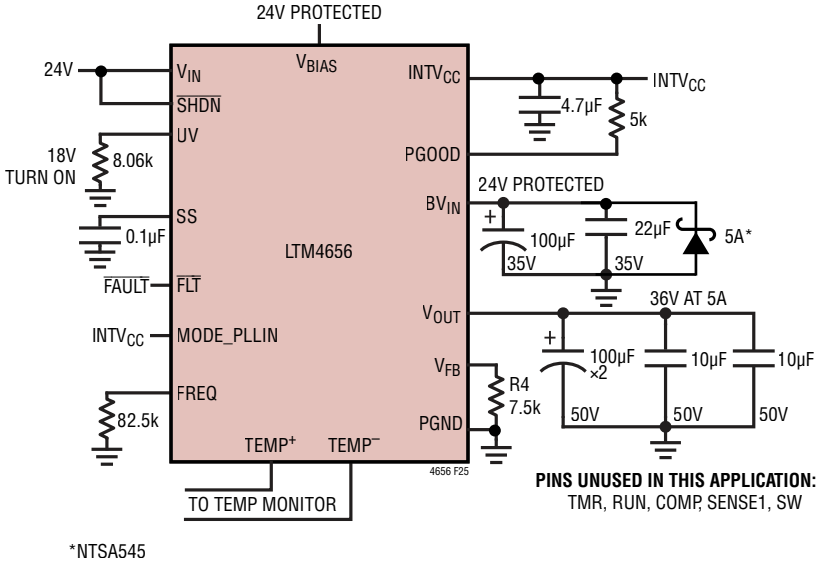 24V PROTECTED
24V
V_IN
V_BIAS
INTV_CC
INTV_CC
SHDN
4.7µF
5k
UV
18V
TURN ON
8.06k
PGOOD
24V PROTECTED
BV_IN
+
100µF
35V
22µF
35V
5A*
SS
0.1µF
LTM4656
FAULT
FLT
36V AT 5A
V_OUT
INTV_CC
MODE_PLLIN
+
100µF
×2
50V
10µF
50V
10µF
50V
V_FB
R4
7.5k
FREQ
82.5k
PGND
TEMP+
TEMP–
4656 F25
TO TEMP MONITOR
PINS UNUSED IN THIS APPLICATION:
TMR, RUN, COMP, SENSE1, SW
*NTSA545